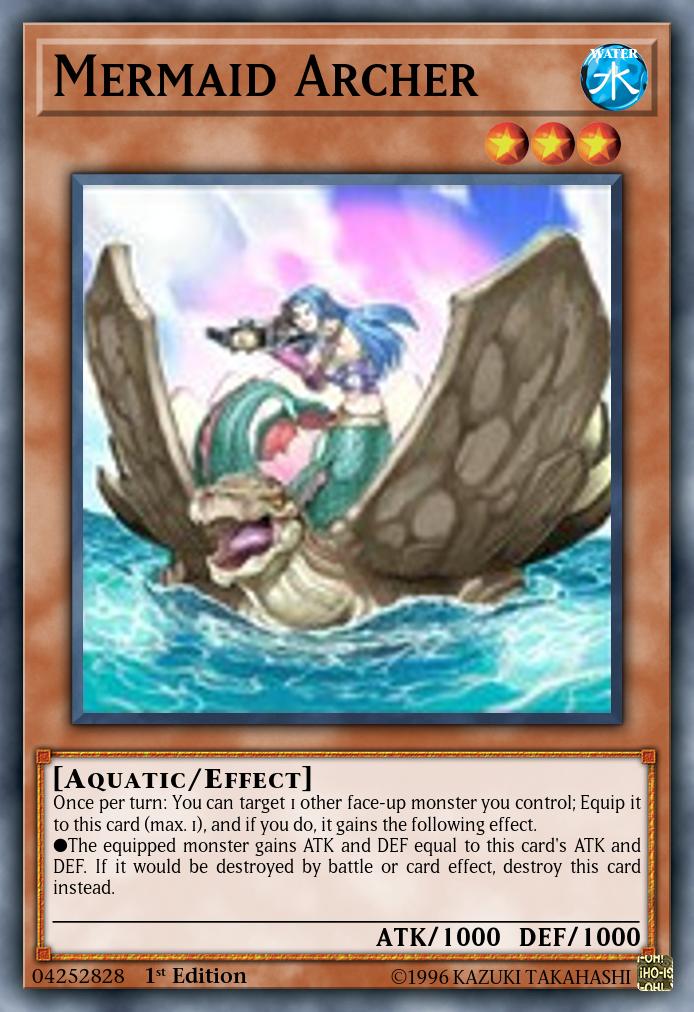 MERMAID ARCHER
WATER
水
[AQUATIC/EFFECT]
Once per turn: You can target 1 other face-up monster you control; Equip it
to this card (max. 1), and if you do, it gains the following effect.
●The equipped monster gains ATK and DEF equal to this card's ATK and
DEF. If it would be destroyed by battle or card effect, destroy this card
instead.
ATK/1000 DEF/1000
04252828 1st Edition ©1996 KAZUKI TAKAHASHI